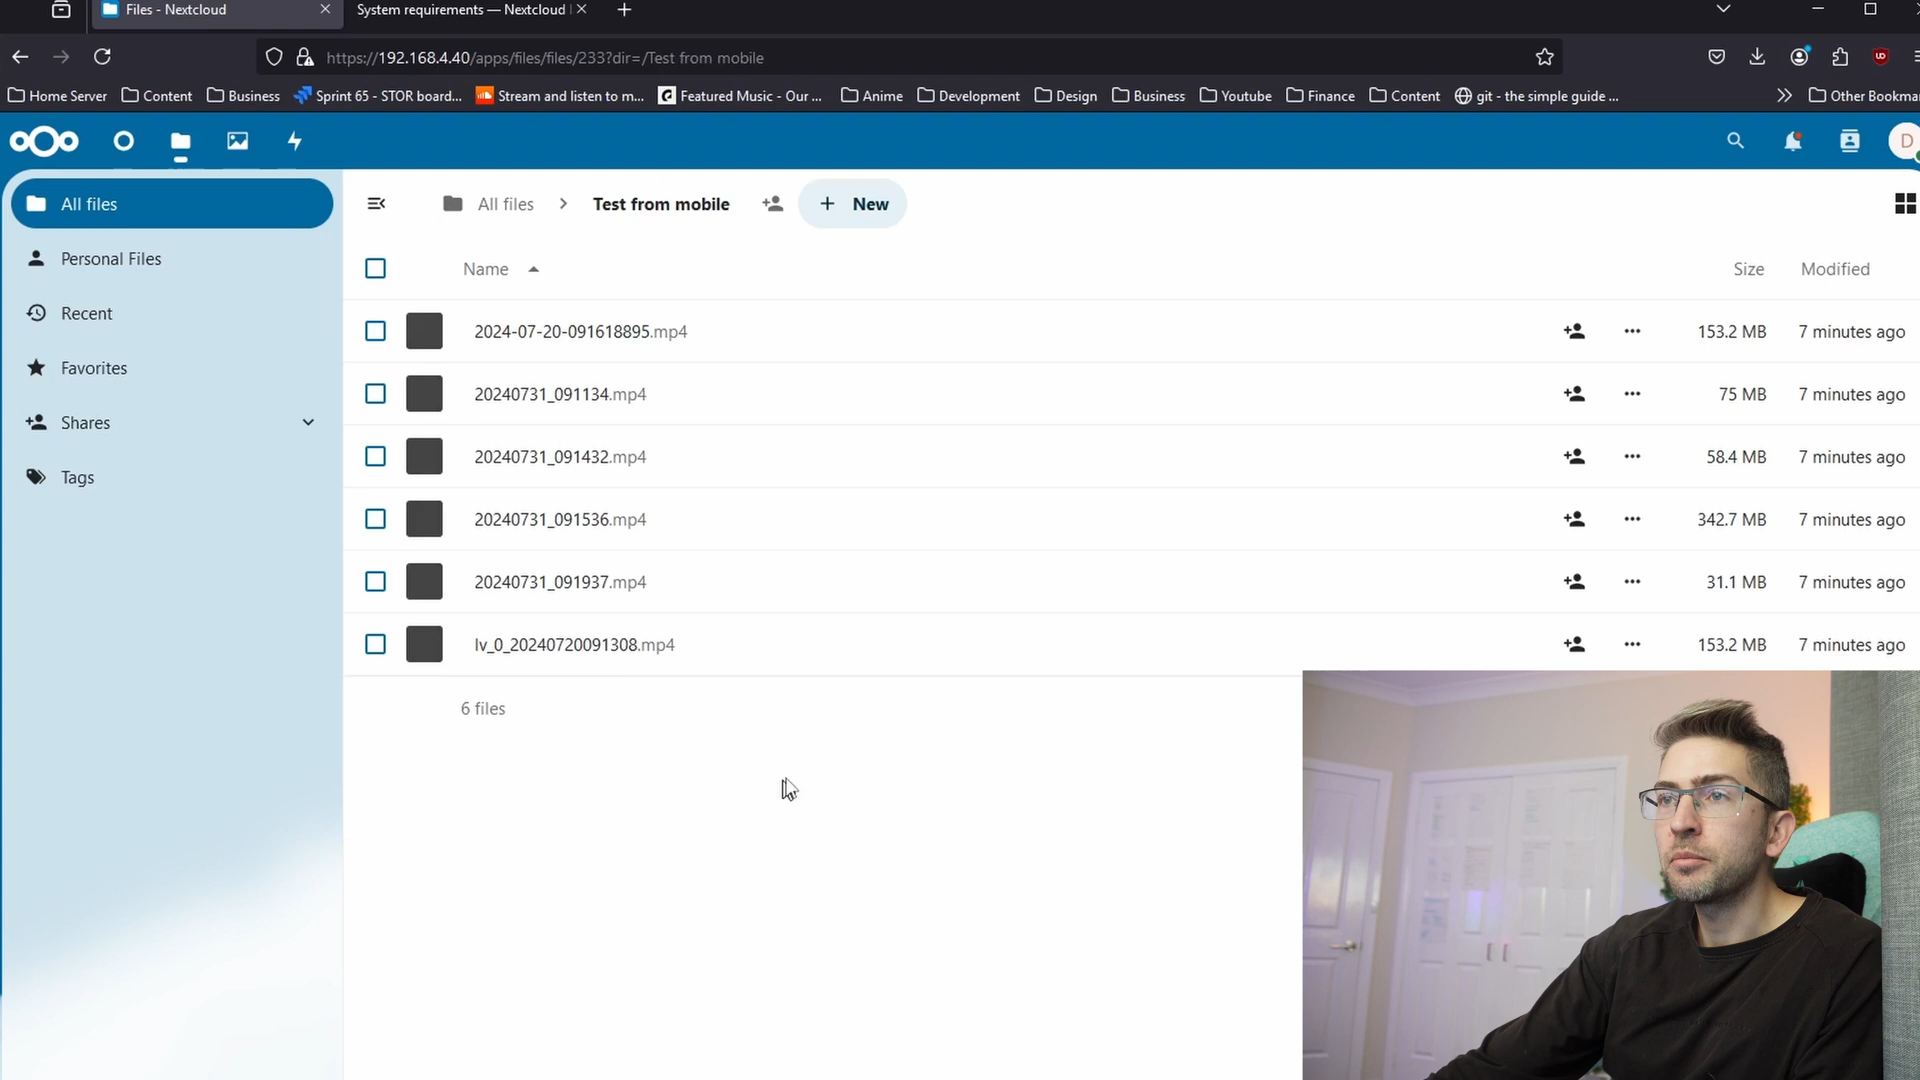 Files - Nextcloud
System requirements — Nextcloud
https://192.168.4.40/apps/files/files/233?dir=/Test from mobile
Home Server
Content
Business
Sprint 65 - STOR board...
Stream and listen to m...
Featured Music - Our ...
Anime
Development
Design
Business
Youtube
Finance
Content
git - the simple guide ...
Other Bookma
D
All files
Personal Files
Recent
Favorites
Shares
Tags
All files
Test from mobile
+ New
Name
Size
Modified
2024-07-20-091618895.mp4
153.2 MB
7 minutes ago
20240731_091134.mp4
75 MB
7 minutes ago
20240731_091432.mp4
58.4 MB
7 minutes ago
20240731_091536.mp4
342.7 MB
7 minutes ago
20240731_091937.mp4
31.1 MB
7 minutes ago
lv_0_20240720091308.mp4
153.2 MB
7 minutes ago
6 files